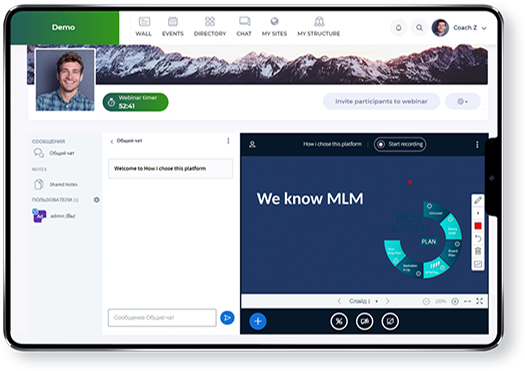 Demo
WALL
EVENTS
DIRECTORY
CHAT
MY SITES
MY STRUCTURE
Coach Z
Webinar timer
52:41
Invite participants to webinar
СООБЩЕНИЯ
Общий чат
NOTES
Shared Notes
ПОЛЬЗОВАТЕЛИ (1)
Ad
admin (Вы)
Общий чат
Welcome to How i chose this platform
Сообщение Общий чат
How i chose this platform
Start recording
We know MLM
PLAN
Слайд 1
100%